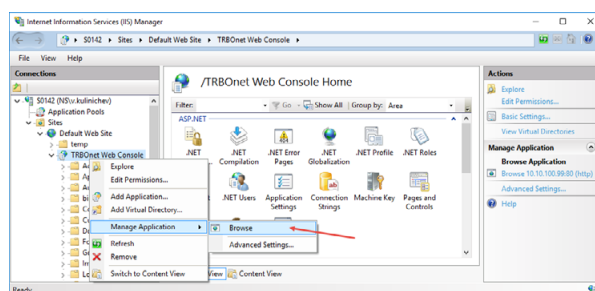 Internet Information Services (IIS) Manager
S0142 Sites Default Web Site TRBOnet Web Console
File View Help
Connections
S0142 (NS\v.kulinichev)
Application Pools
Sites
Default Web Site
temp
TRBOnet Web Console
Explore
Edit Permissions...
Add Application...
Add Virtual Directory...
Manage Application
Refresh
Remove
Switch to Content View
Browse
Advanced Settings...
/TRBOnet Web Console Home
Filter: Go Show All Group by: Area
ASP.NET
.NET Compilation
.NET Error Pages
.NET Globalization
.NET Profile
.NET Roles
.NET Users
Application Settings
Connection Strings
Machine Key
Pages and Controls
View Content View
Actions
Explore
Edit Permissions...
Basic Settings...
View Virtual Directories
Manage Application
Browse Application
Browse 10.10.100.99:80 (http)
Advanced Settings...
Help
Ready